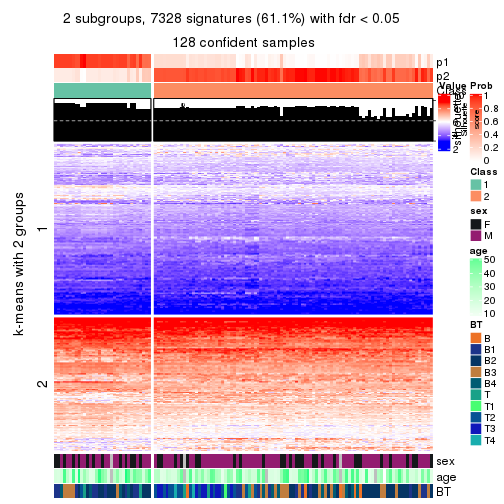 2 subgroups, 7328 signatures (61.1%) with fdr < 0.05
128 confident samples
p1
p2
Class
Value
Prob
1
0.8
0.6
0.4
0.2
0
2
Class
1
2
sex
F
M
age
50
40
30
20
10
BT
B
B1
B2
B3
B4
T
T1
T2
T3
T4
k-means with 2 groups
1
2
sex
age
BT